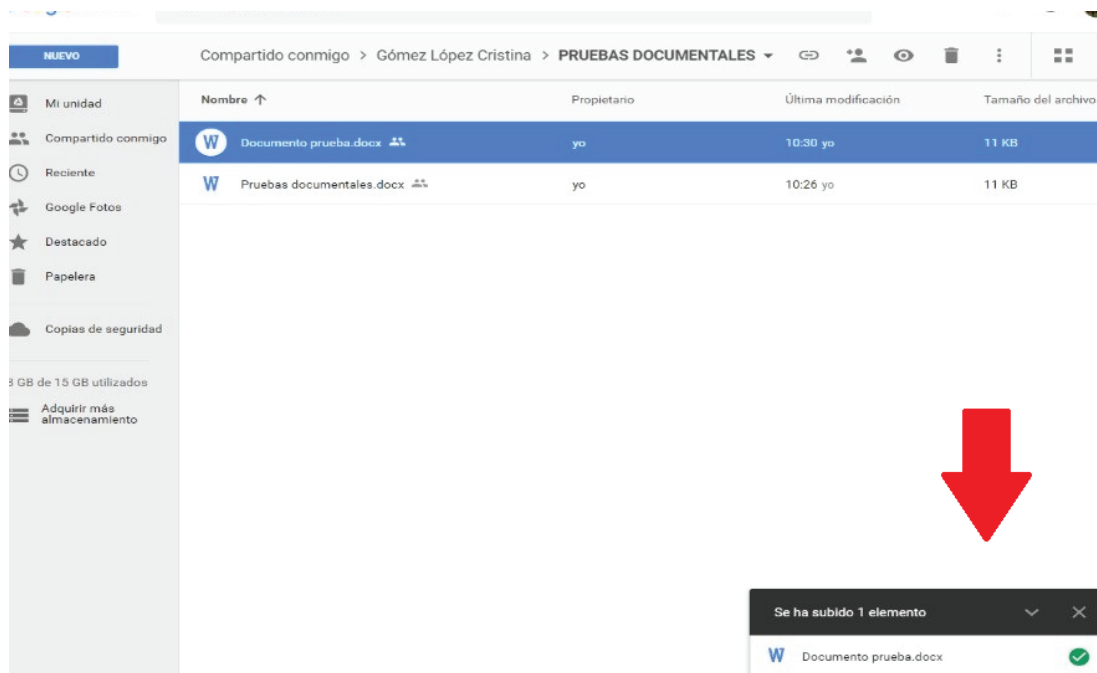 NUEVO
Compartido conmigo > Gómez López Cristina > PRUEBAS DOCUMENTALES
Mi unidad
Compartido conmigo
Reciente
Google Fotos
Destacado
Papelera
Copias de seguridad
GB de 15 GB utilizados
Adquirir más
almacenamiento
Nombre ↑ Propietario Última modificación Tamaño del archivo
W Documento prueba.docx yo 10:30 yo 11 KB
W Pruebas documentales.docx yo 10:26 yo 11 KB
Se ha subido 1 elemento
W Documento prueba.docx